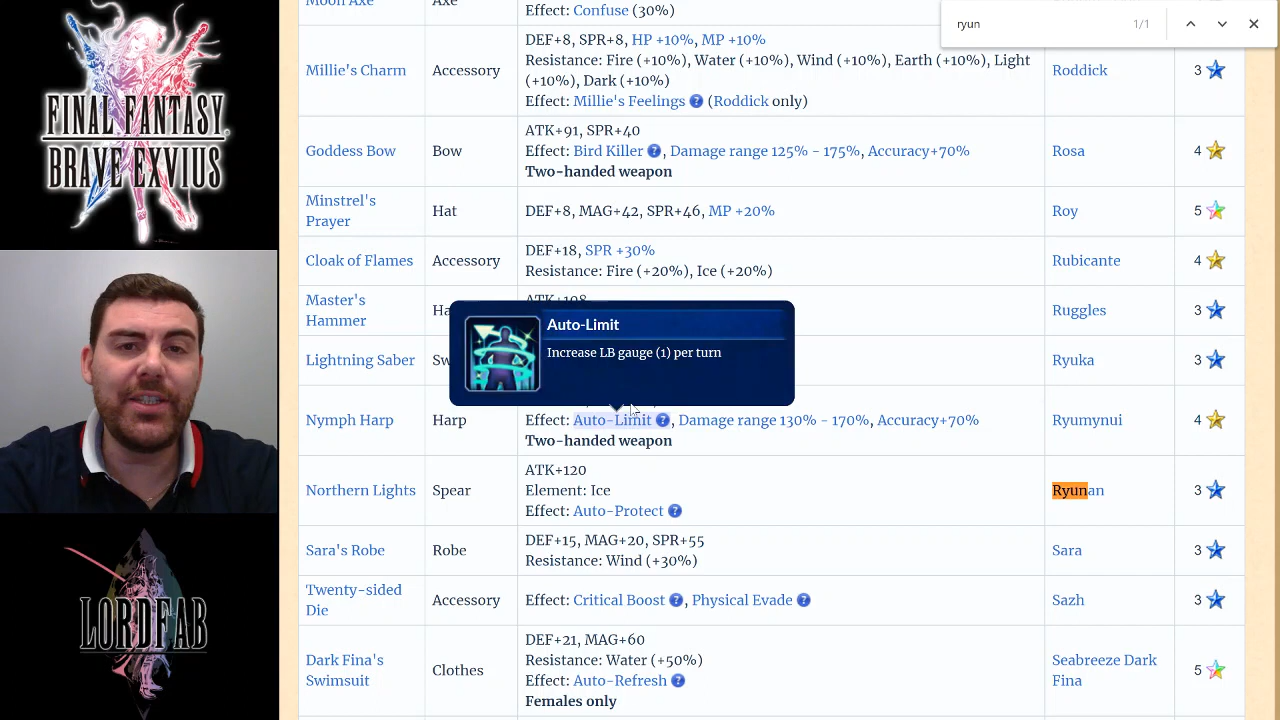 FINAL FANTASY
BRAVE EXVIUS
LORDFAB
ryun
1/1
Moon Axe
Axe
Effect: Confuse (30%)
Millie's Charm
Accessory
DEF+8, SPR+8, HP +10%, MP +10%
Resistance: Fire (+10%), Water (+10%), Wind (+10%), Earth (+10%), Light
(+10%), Dark (+10%)
Effect: Millie's Feelings ? (Roddick only)
Roddick
3
Goddess Bow
Bow
ATK+91, SPR+40
Effect: Bird Killer ?, Damage range 125% - 175%, Accuracy+70%
Two-handed weapon
Rosa
4
Minstrel's
Prayer
Hat
DEF+8, MAG+42, SPR+46, MP +20%
Roy
5
Cloak of Flames
Accessory
DEF+18, SPR +30%
Resistance: Fire (+20%), Ice (+20%)
Rubicante
4
Master's
Hammer
Ha
ATK+108
Ruggles
3
Lightning Saber
Sw
Ryuka
3
Auto-Limit
Increase LB gauge (1) per turn
Nymph Harp
Harp
Effect: Auto-Limit ?, Damage range 130% - 170%, Accuracy+70%
Two-handed weapon
Ryumynui
4
Northern Lights
Spear
ATK+120
Element: Ice
Effect: Auto-Protect ?
Ryunan
3
Sara's Robe
Robe
DEF+15, MAG+20, SPR+55
Resistance: Wind (+30%)
Sara
3
Twenty-sided
Die
Accessory
Effect: Critical Boost ?, Physical Evade ?
Sazh
3
Dark Fina's
Swimsuit
Clothes
DEF+21, MAG+60
Resistance: Water (+50%)
Effect: Auto-Refresh ?
Females only
Seabreeze Dark
Fina
5